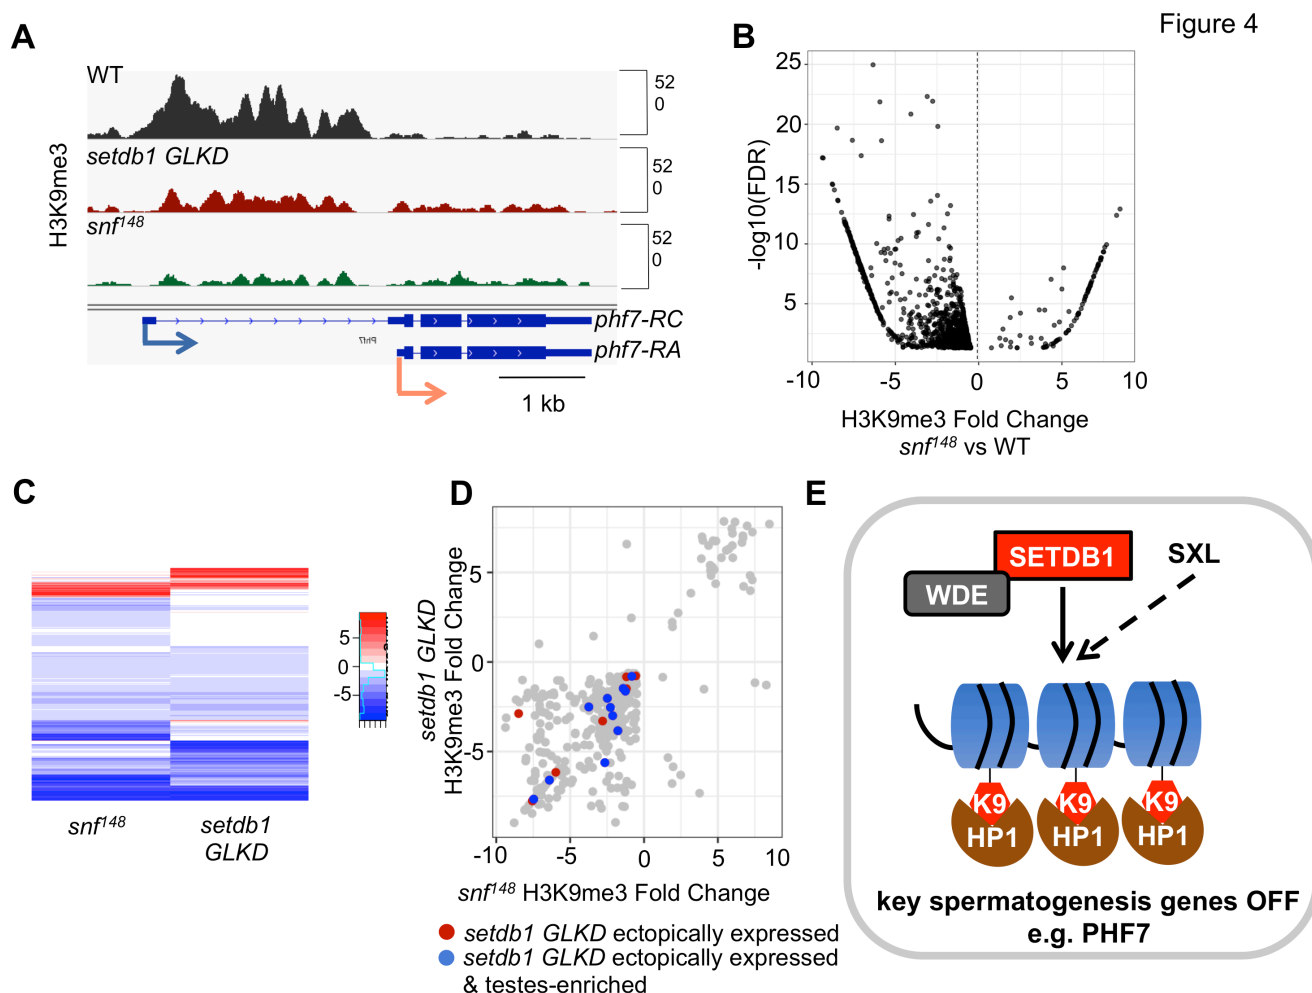 Figure 4
A
WT
52
0
H3K9me3
setdb1 GLKD
52
0
snf148
52
0
phf7-RC
Phf7
phf7-RA
1 kb
B
25
20
15
10
5
-log10(FDR)
-10 -5 0 5 10
H3K9me3 Fold Change
snf148 vs WT
C
5
0
-5
snf148
setdb1
GLKD
D
setdb1 GLKD
H3K9me3 Fold Change
5
0
-5
-10 -5 0 5 10
snf148 H3K9me3 Fold Change
setdb1 GLKD ectopically expressed
setdb1 GLKD ectopically expressed
& testes-enriched
E
SETDB1
SXL
WDE
K9 K9 K9
HP1 HP1 HP1
key spermatogenesis genes OFF
e.g. PHF7